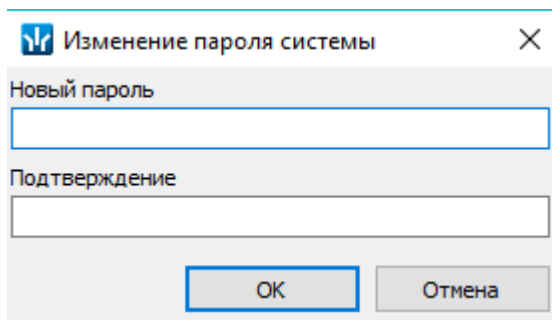 Изменение пароля системы
Новый пароль
Подтверждение
OK Отмена